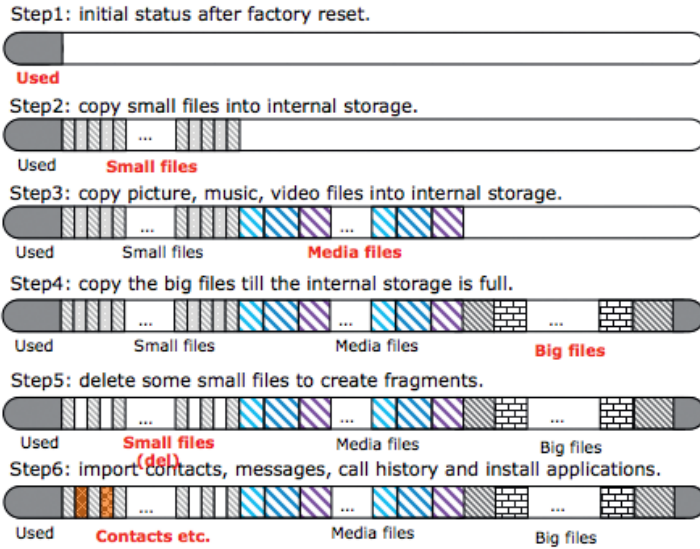 Step1: initial status after factory reset.
Used
Step2: copy small files into internal storage.
...
Used Small files
Step3: copy picture, music, video files into internal storage.
... ...
Used Small files Media files
Step4: copy the big files till the internal storage is full.
... ... ...
Used Small files Media files Big files
Step5: delete some small files to create fragments.
... ... ...
Used Small files Media files Big files
(del)
Step6: import contacts, messages, call history and install applications.
... ... ...
Used Contacts etc. Media files Big files